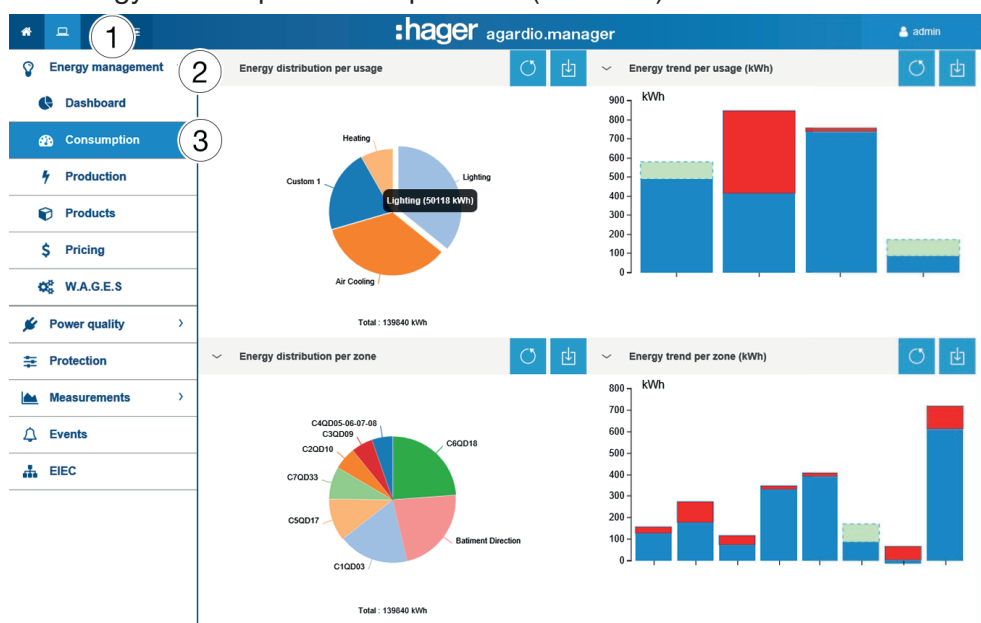 :hager agardio.manager
admin
1
2
3
Energy management
Dashboard
Consumption
Production
Products
Pricing
W.A.G.E.S
Power quality
Protection
Measurements
Events
EIEC
Energy distribution per usage
Heating
Lighting
Custom 1
Lighting (50118 kWh)
Air Cooling
Total : 139840 kWh
Energy trend per usage (kWh)
kWh
900
800
700
600
500
400
300
200
100
0
Energy distribution per zone
C4QD05-06-07-08
C3QD09
C2QD10
C6QD18
C7QD33
C5QD17
Batiment Direction
C1QD03
Total : 139840 kWh
Energy trend per zone (kWh)
kWh
800
700
600
500
400
300
200
100
0